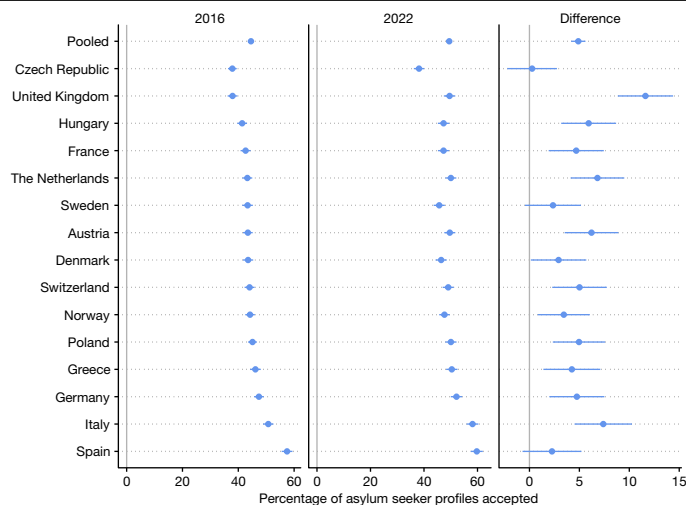 2016 2022 Difference
Pooled
Czech Republic
United Kingdom
Hungary
France
The Netherlands
Sweden
Austria
Denmark
Switzerland
Norway
Poland
Greece
Germany
Italy
Spain
0 20 40 60 0 20 40 60 0 5 10 15
Percentage of asylum seeker profiles accepted